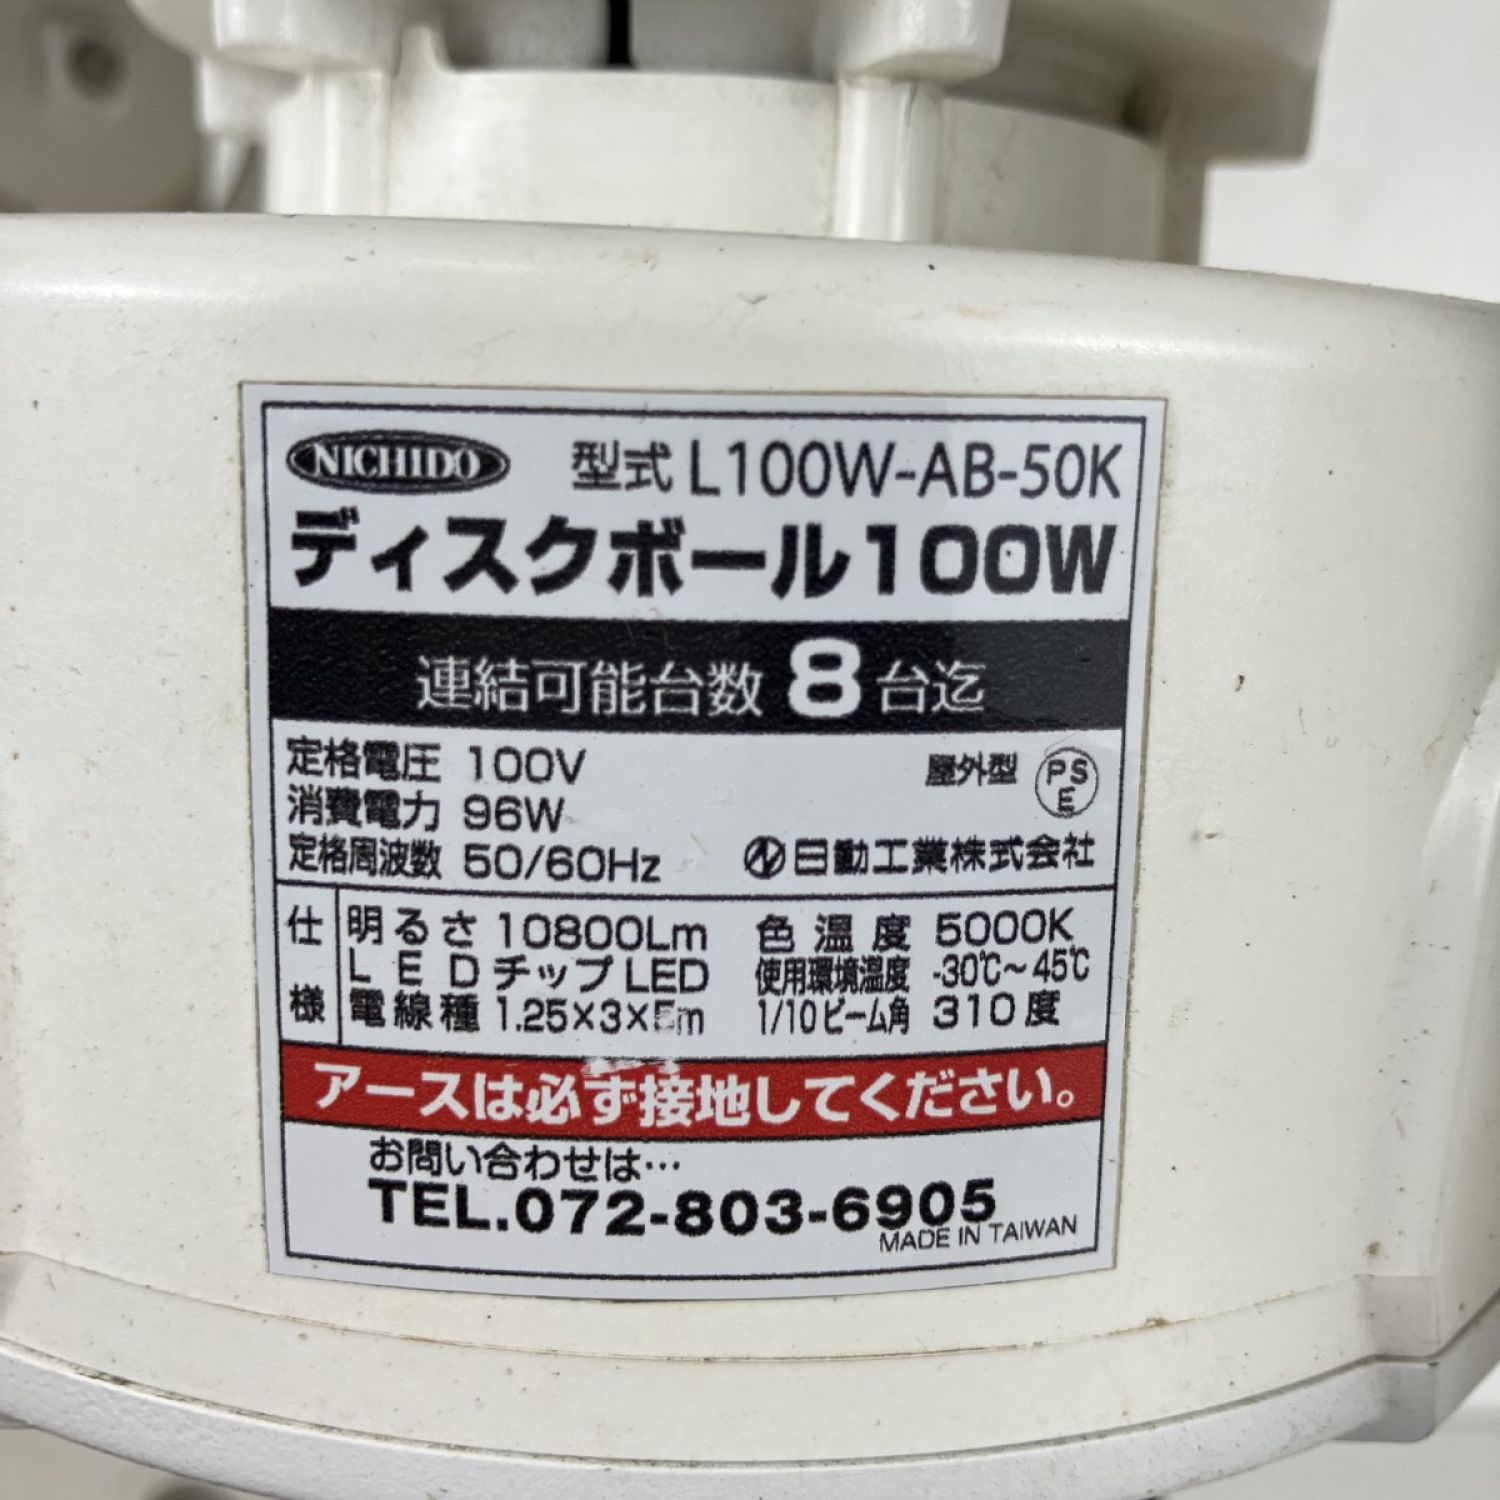 NICHIDO 型式 L100W-AB-50K
ディスクボール100W
連結可能台数 8 台迄
定格電圧 100V 屋外型 PSE
消費電力 96W
定格周波数 50/60Hz 日動工業株式会社
仕様 明るさ 10800Lm 色温度 5000K
LEDチップ LED 使用環境温度 -30℃～45℃
電線種 1.25×3×5m 1/10ビーム角 310度
アースは必ず接地してください。
お問い合わせは…
TEL.072-803-6905
MADE IN TAIWAN